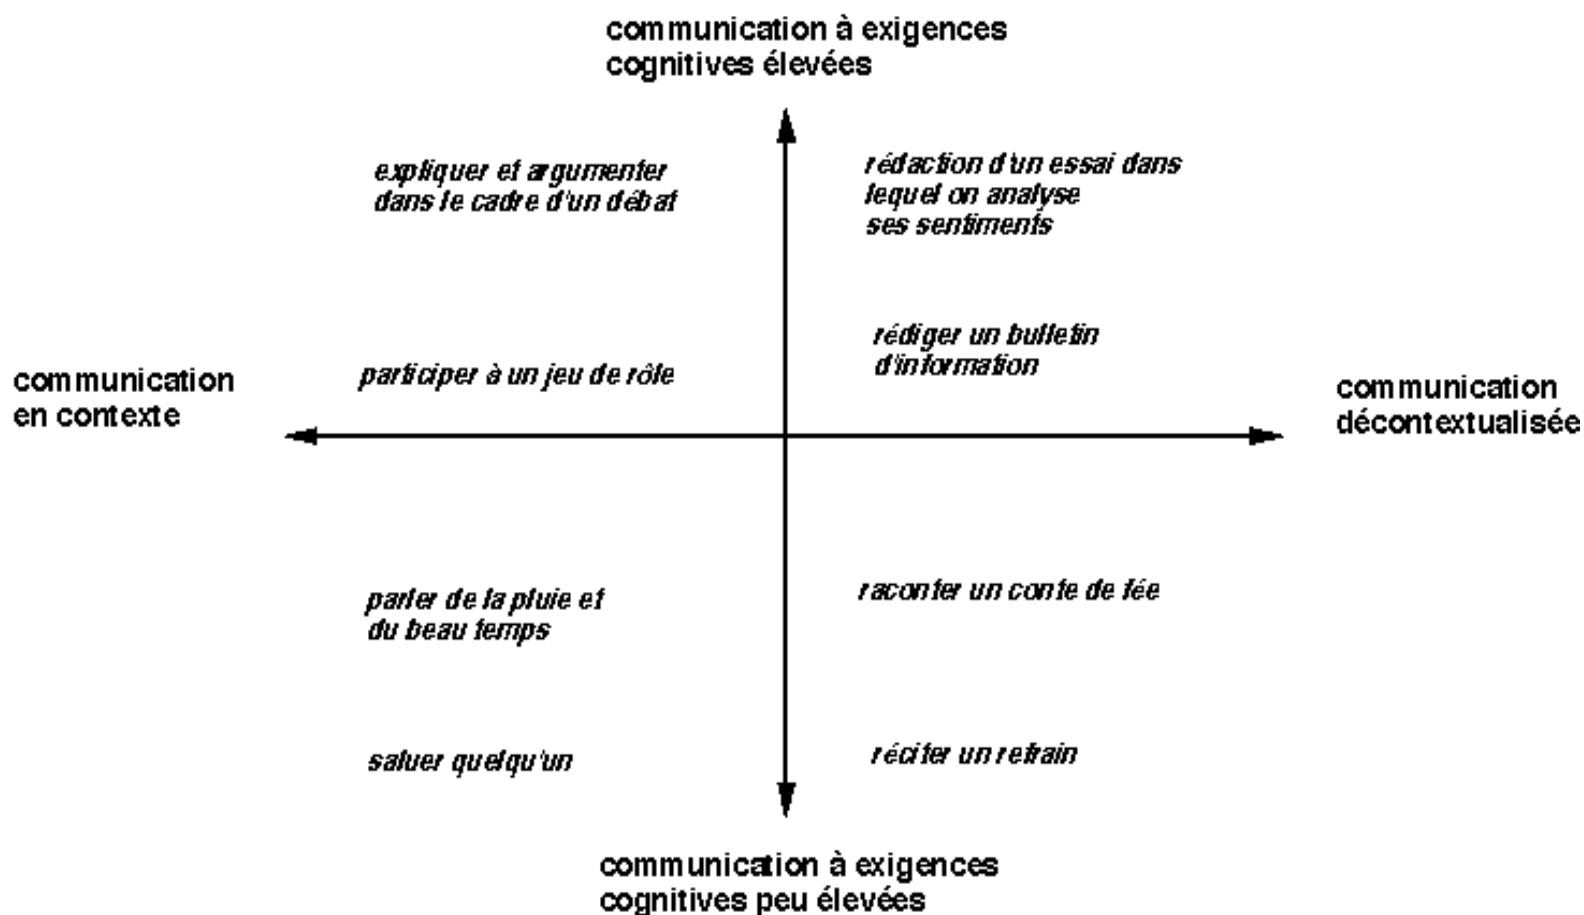 communication à exigences
cognitives élevées
expliquer et argumenter
dans le cadre d'un débat
rédaction d'un essai dans
lequel on analyse
ses sentiments
rédiger un bulletin
d'information
participer à un jeu de rôle
communication
en contexte
communication
décontextualisée
parler de la pluie et
du beau temps
raconter un conte de fée
saluer quelqu'un
réciter un refrain
communication à exigences
cognitives peu élevées